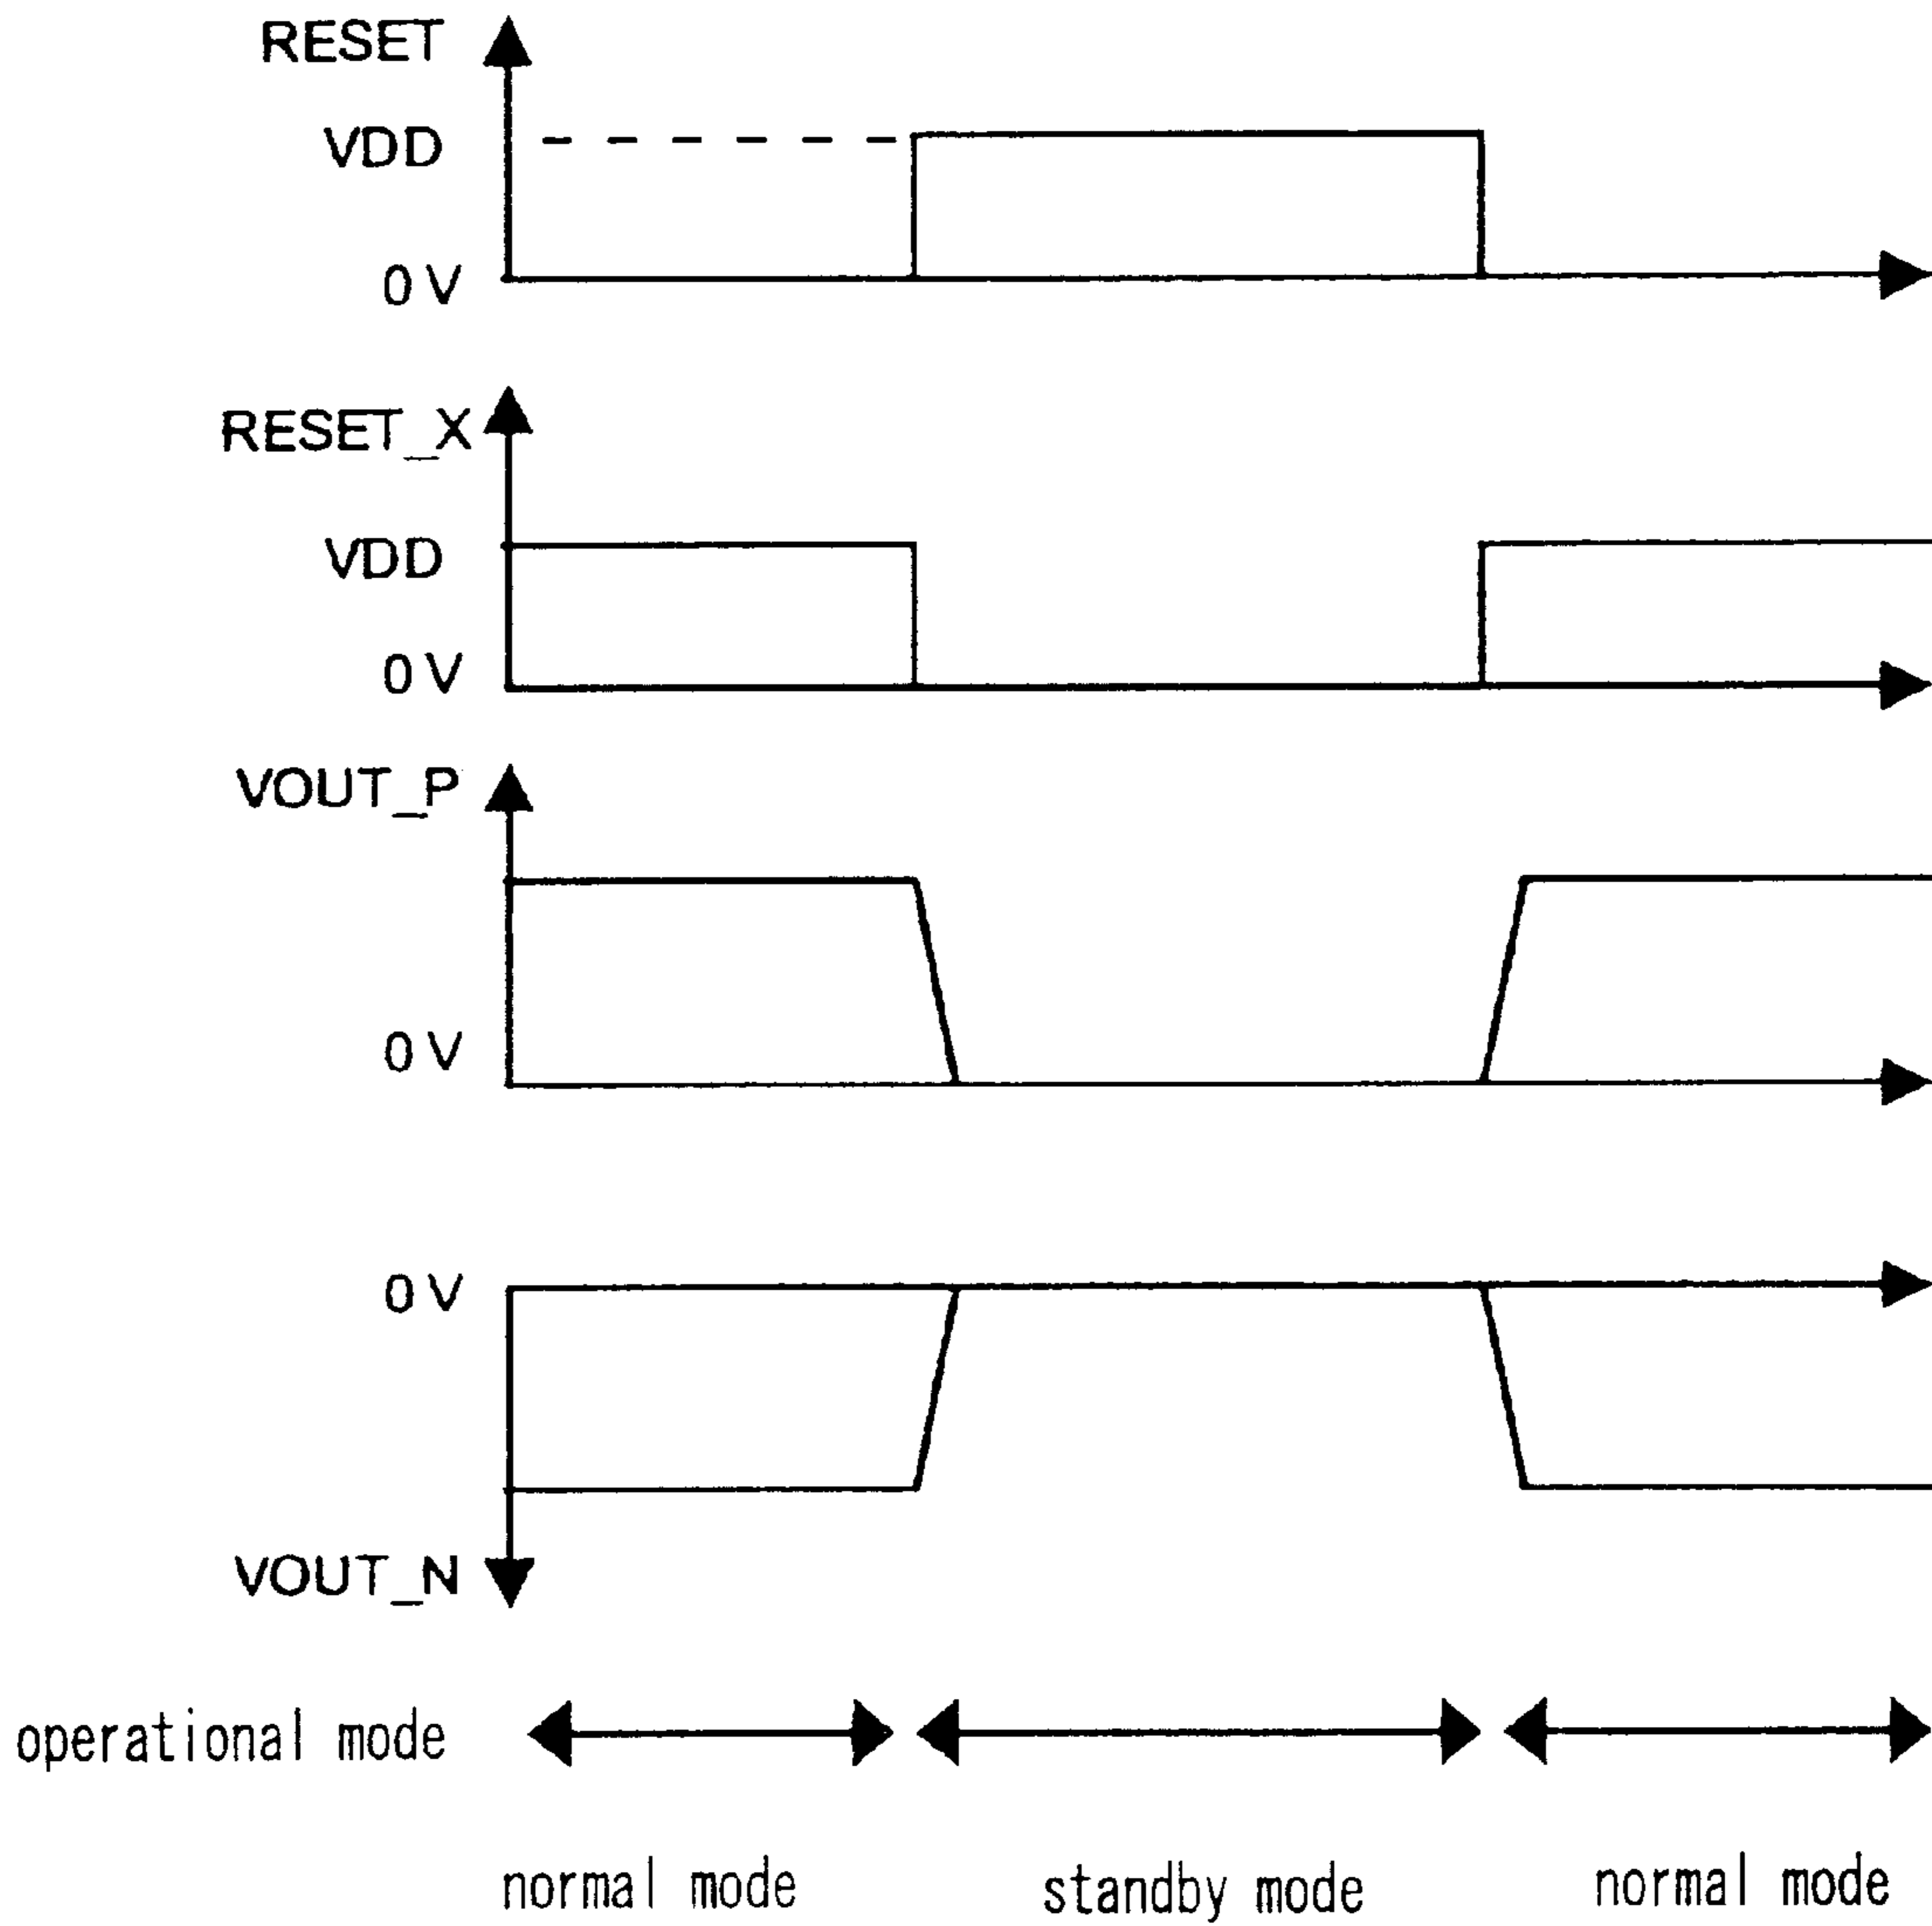 RESET
VDD
0 V
RESET_X
VDD
0 V
VOUT_P
0 V
0 V
VOUT_N
operational mode
normal mode standby mode normal mode